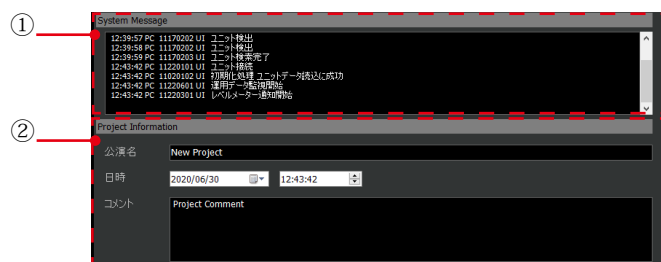 ①
System Message
12:39:57 PC 11170202 UI ユニット検出
12:39:58 PC 11170202 UI ユニット検出
12:39:59 PC 11170203 UI ユニット検索完了
12:43:42 PC 11220101 UI ユニット接続
12:43:42 PC 11020102 UI 初期化処理 ユニットデータ読込に成功
12:43:42 PC 11220601 UI 運用データ監視開始
12:43:42 PC 11220301 UI レベルメーター通知開始
②
Project Information
公演名 New Project
日時 2020/06/30 12:43:42
コメント Project Comment